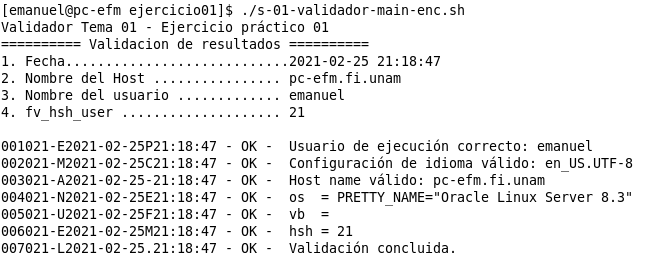 [emanuel@pc-efm ejercicio01]$ ./s-01-validador-main-enc.sh
Validador Tema 01 - Ejercicio práctico 01
========== Validacion de resultados ==========
1. Fecha............................2021-02-25 21:18:47
2. Nombre del Host ................ pc-efm.fi.unam
3. Nombre del usuario ............. emanuel
4. fv_hsh_user .................... 21
001021-E2021-02-25P21:18:47 - OK -  Usuario de ejecución correcto: emanuel
002021-M2021-02-25C21:18:47 - OK -  Configuración de idioma válido: en_US.UTF-8
003021-A2021-02-25-21:18:47 - OK -  Host name válido: pc-efm.fi.unam
004021-N2021-02-25E21:18:47 - OK -  os  = PRETTY_NAME="Oracle Linux Server 8.3"
005021-U2021-02-25F21:18:47 - OK -  vb  =
006021-E2021-02-25M21:18:47 - OK -  hsh = 21
007021-L2021-02-25.21:18:47 - OK -  Validación concluida.